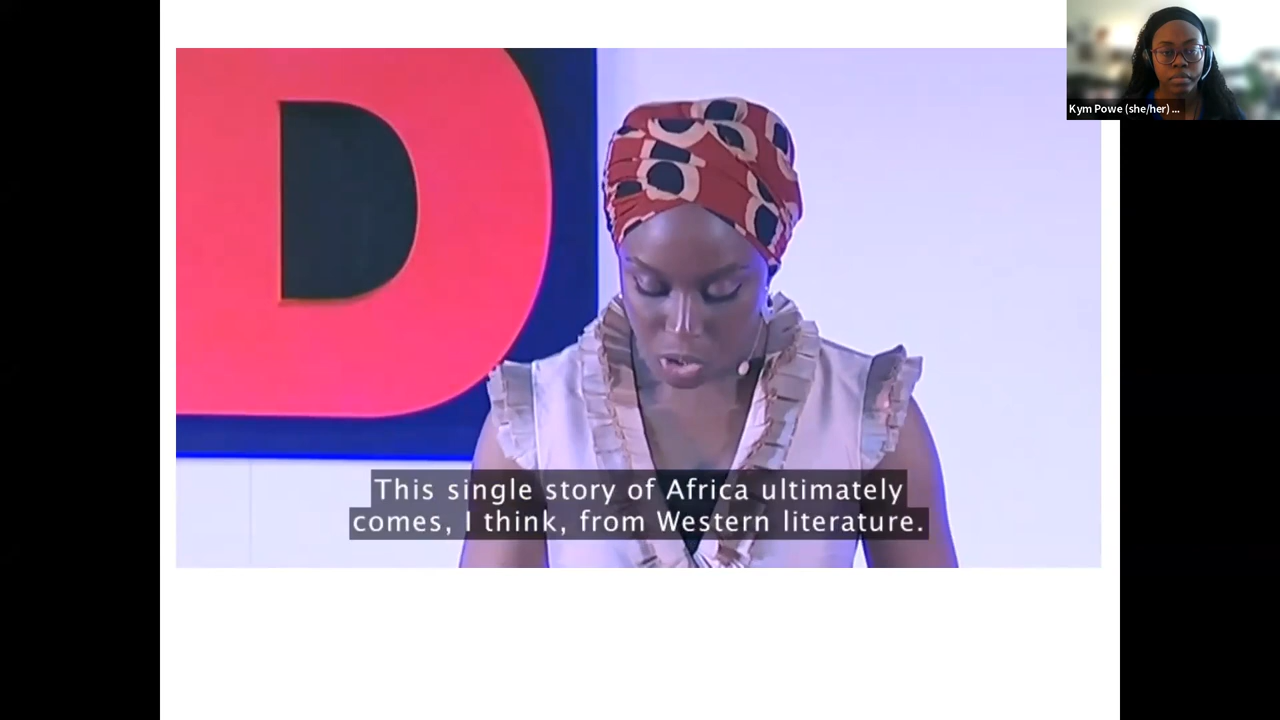 Kym Powe (she/her) ...
D
This single story of Africa ultimately
comes, I think, from Western literature.